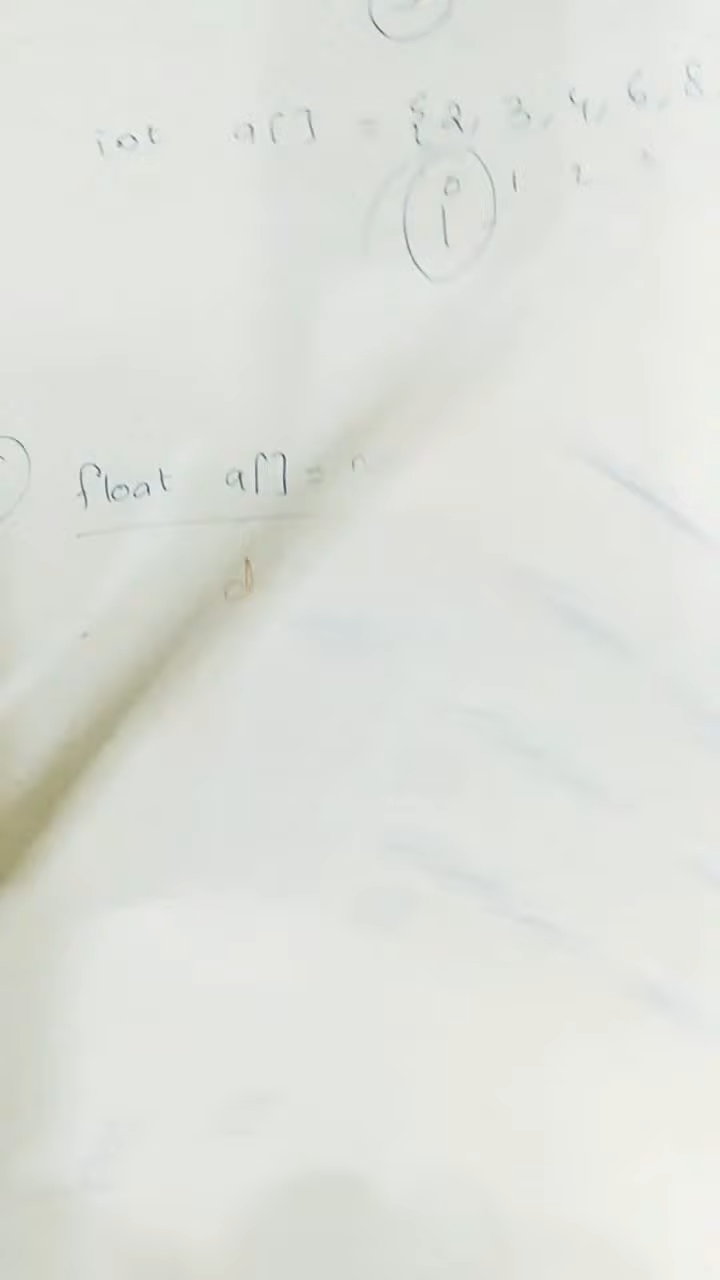 int a[] = {2, 3, 4, 6, 8
0 1 2
float a[] =
d